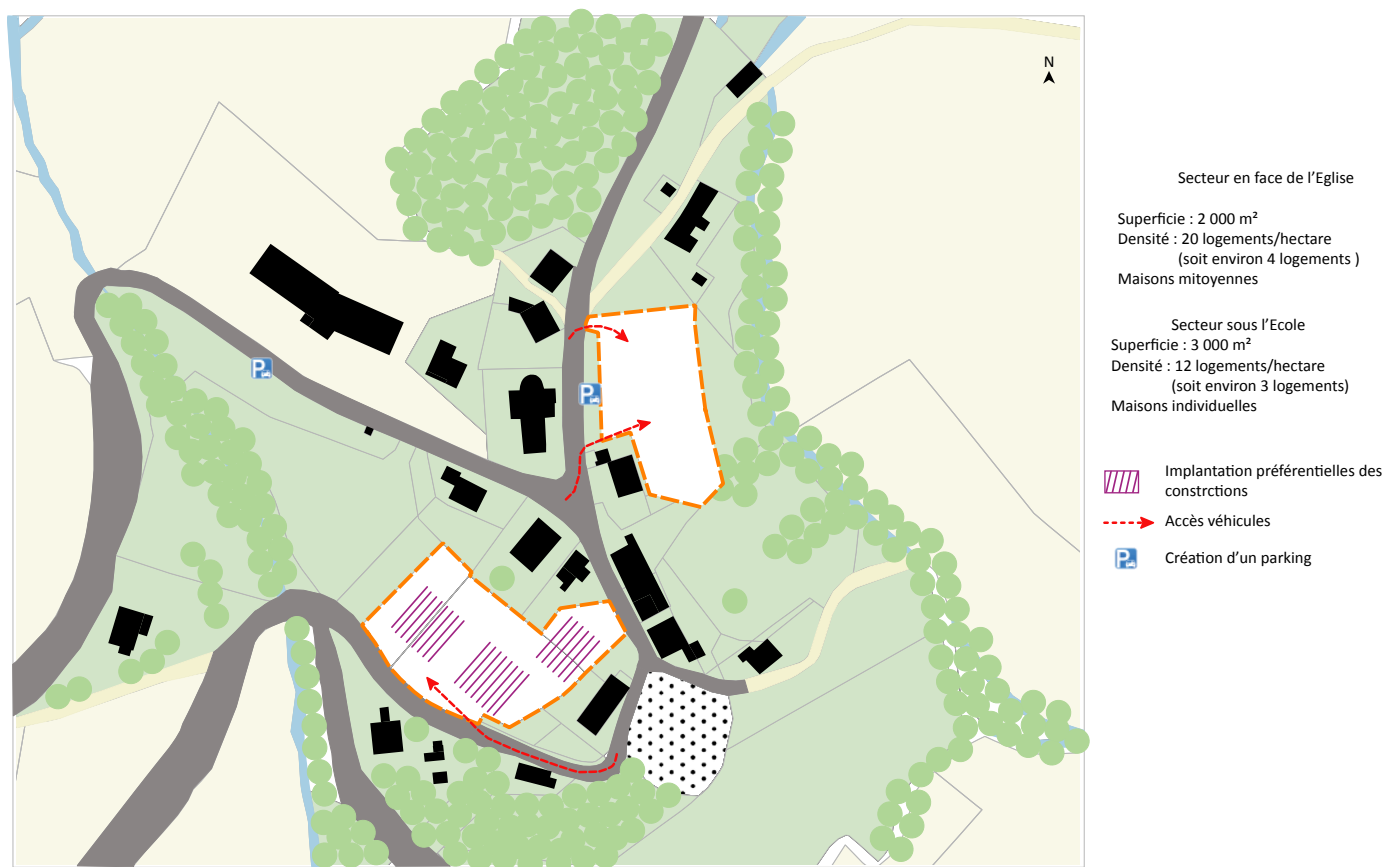 N
Secteur en face de l'Eglise
Superficie : 2 000 m²
Densité : 20 logements/hectare
(soit environ 4 logements )
Maisons mitoyennes
Secteur sous l'Ecole
Superficie : 3 000 m²
Densité : 12 logements/hectare
(soit environ 3 logements)
Maisons individuelles
Implantation préférentielles des
constrctions
Accès véhicules
P
Création d'un parking
P
P